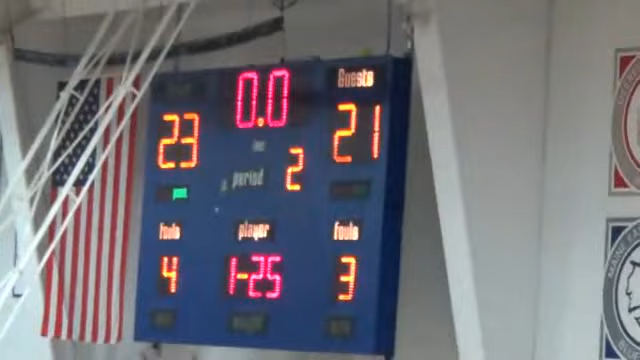 0.0 Guests
23 21
period 2
fouls player fouls
4 1-25 3